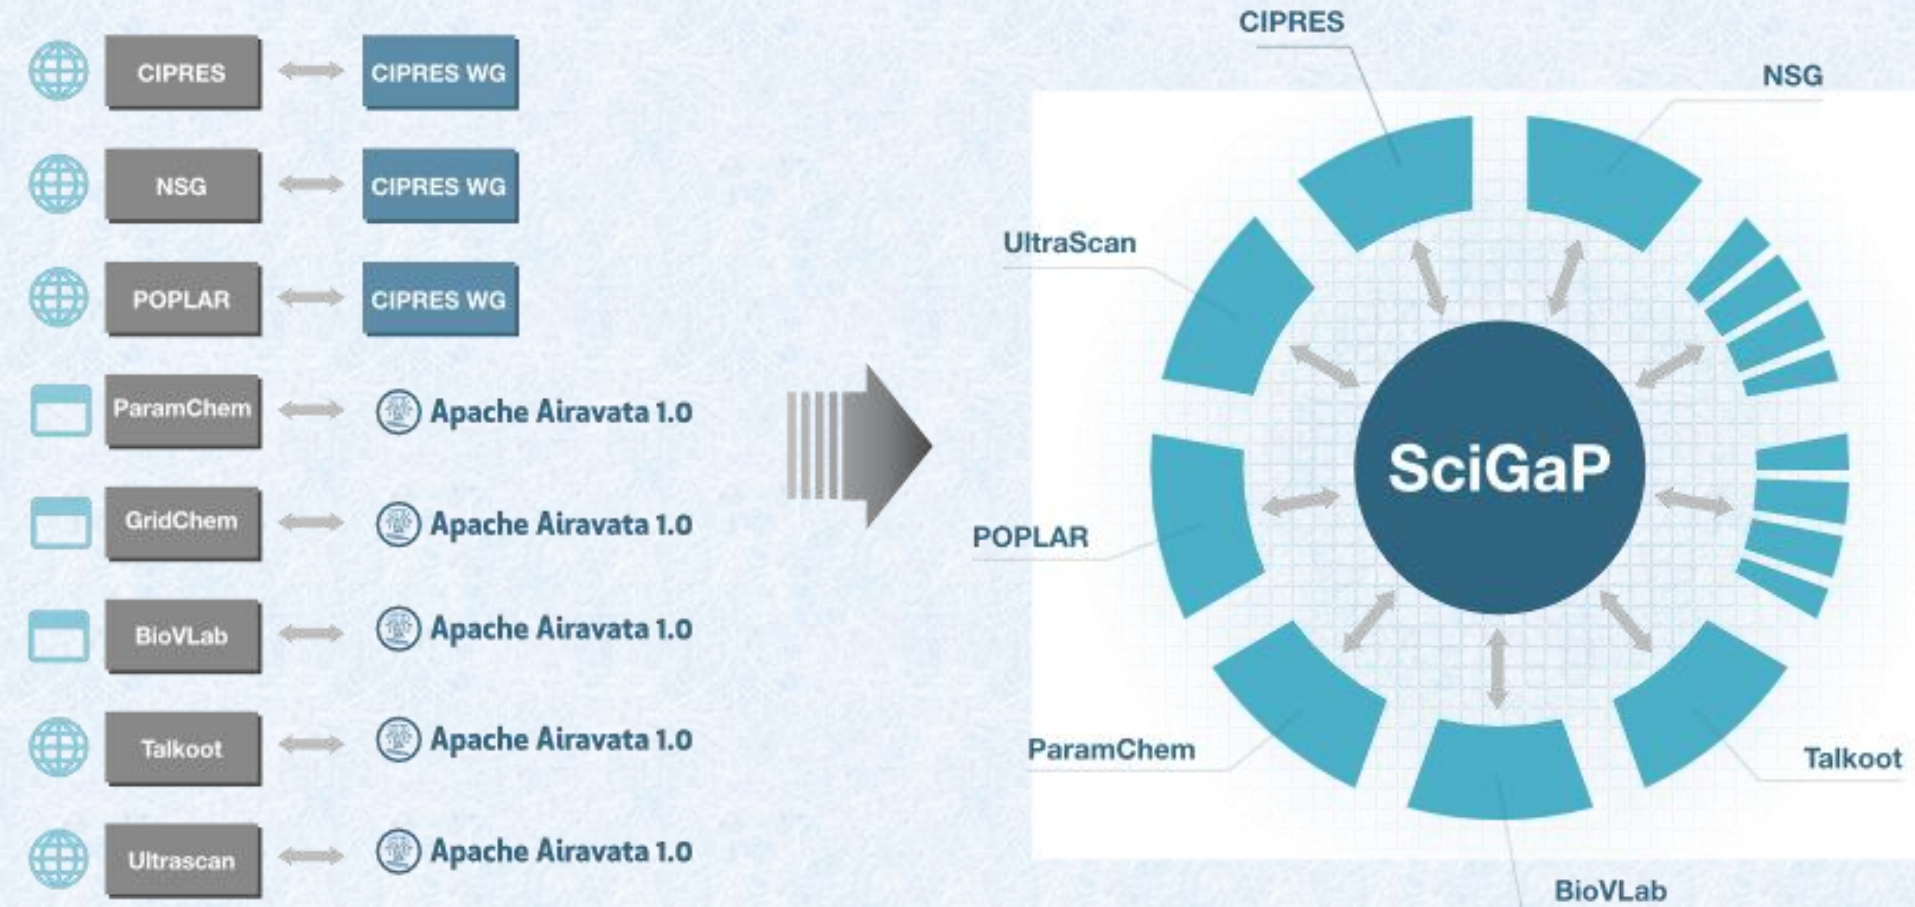 CIPRES
CIPRES WG
NSG
CIPRES WG
POPLAR
CIPRES WG
ParamChem
Apache Airavata 1.0
GridChem
Apache Airavata 1.0
BioVLab
Apache Airavata 1.0
Talkoot
Apache Airavata 1.0
Ultrascan
Apache Airavata 1.0
CIPRES
NSG
UltraScan
SciGaP
POPLAR
ParamChem
Talkoot
BioVLab